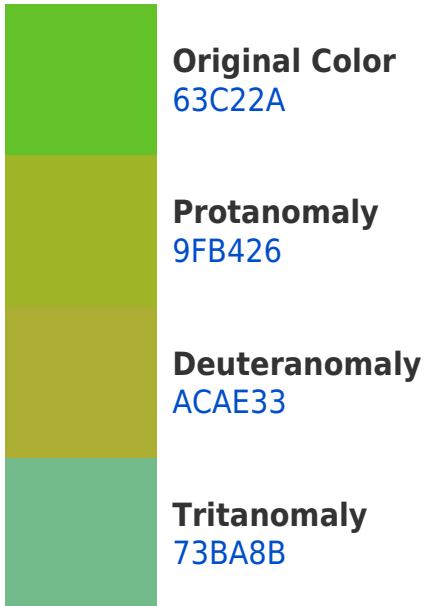 Original Color
63C22A
Protanomaly
9FB426
Deuteranomaly
ACAE33
Tritanomaly
73BA8B